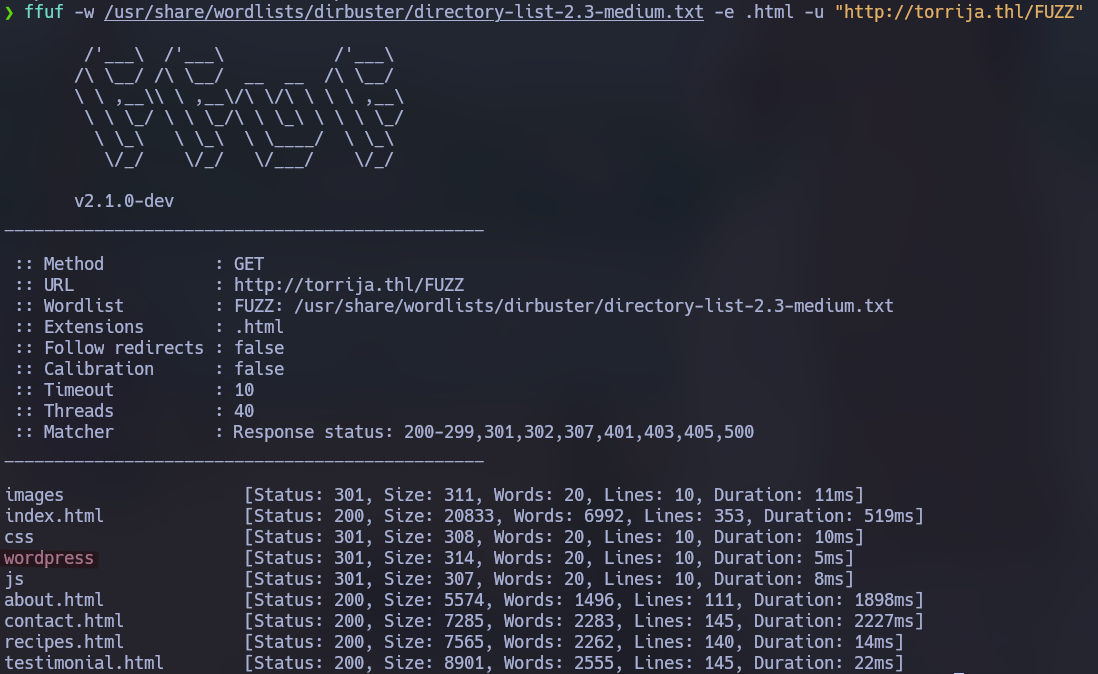 ❯ ffuf -w /usr/share/wordlists/dirbuster/directory-list-2.3-medium.txt -e .html -u "http://torrija.thl/FUZZ"

        /'___\  /'___\           /'___\
       /\ \__/ /\ \__/  __  __  /\ \__/
       \ \ ,__\\ \ ,__\/\ \/\ \ \ \ ,__\
        \ \ \_/ \ \ \_/\ \ \_\ \ \ \ \_/
         \ \_\   \ \_\  \ \____/  \ \_\
          \/_/    \/_/   \/___/    \/_/

       v2.1.0-dev
________________________________________________

 :: Method           : GET
 :: URL              : http://torrija.thl/FUZZ
 :: Wordlist         : FUZZ: /usr/share/wordlists/dirbuster/directory-list-2.3-medium.txt
 :: Extensions       : .html
 :: Follow redirects : false
 :: Calibration      : false
 :: Timeout          : 10
 :: Threads          : 40
 :: Matcher          : Response status: 200-299,301,302,307,401,403,405,500
________________________________________________

images                  [Status: 301, Size: 311, Words: 20, Lines: 10, Duration: 11ms]
index.html              [Status: 200, Size: 20833, Words: 6992, Lines: 353, Duration: 519ms]
css                     [Status: 301, Size: 308, Words: 20, Lines: 10, Duration: 10ms]
wordpress               [Status: 301, Size: 314, Words: 20, Lines: 10, Duration: 5ms]
js                      [Status: 301, Size: 307, Words: 20, Lines: 10, Duration: 8ms]
about.html              [Status: 200, Size: 5574, Words: 1496, Lines: 111, Duration: 1898ms]
contact.html            [Status: 200, Size: 7285, Words: 2283, Lines: 145, Duration: 2227ms]
recipes.html            [Status: 200, Size: 7565, Words: 2262, Lines: 140, Duration: 14ms]
testimonial.html        [Status: 200, Size: 8901, Words: 2555, Lines: 145, Duration: 22ms]